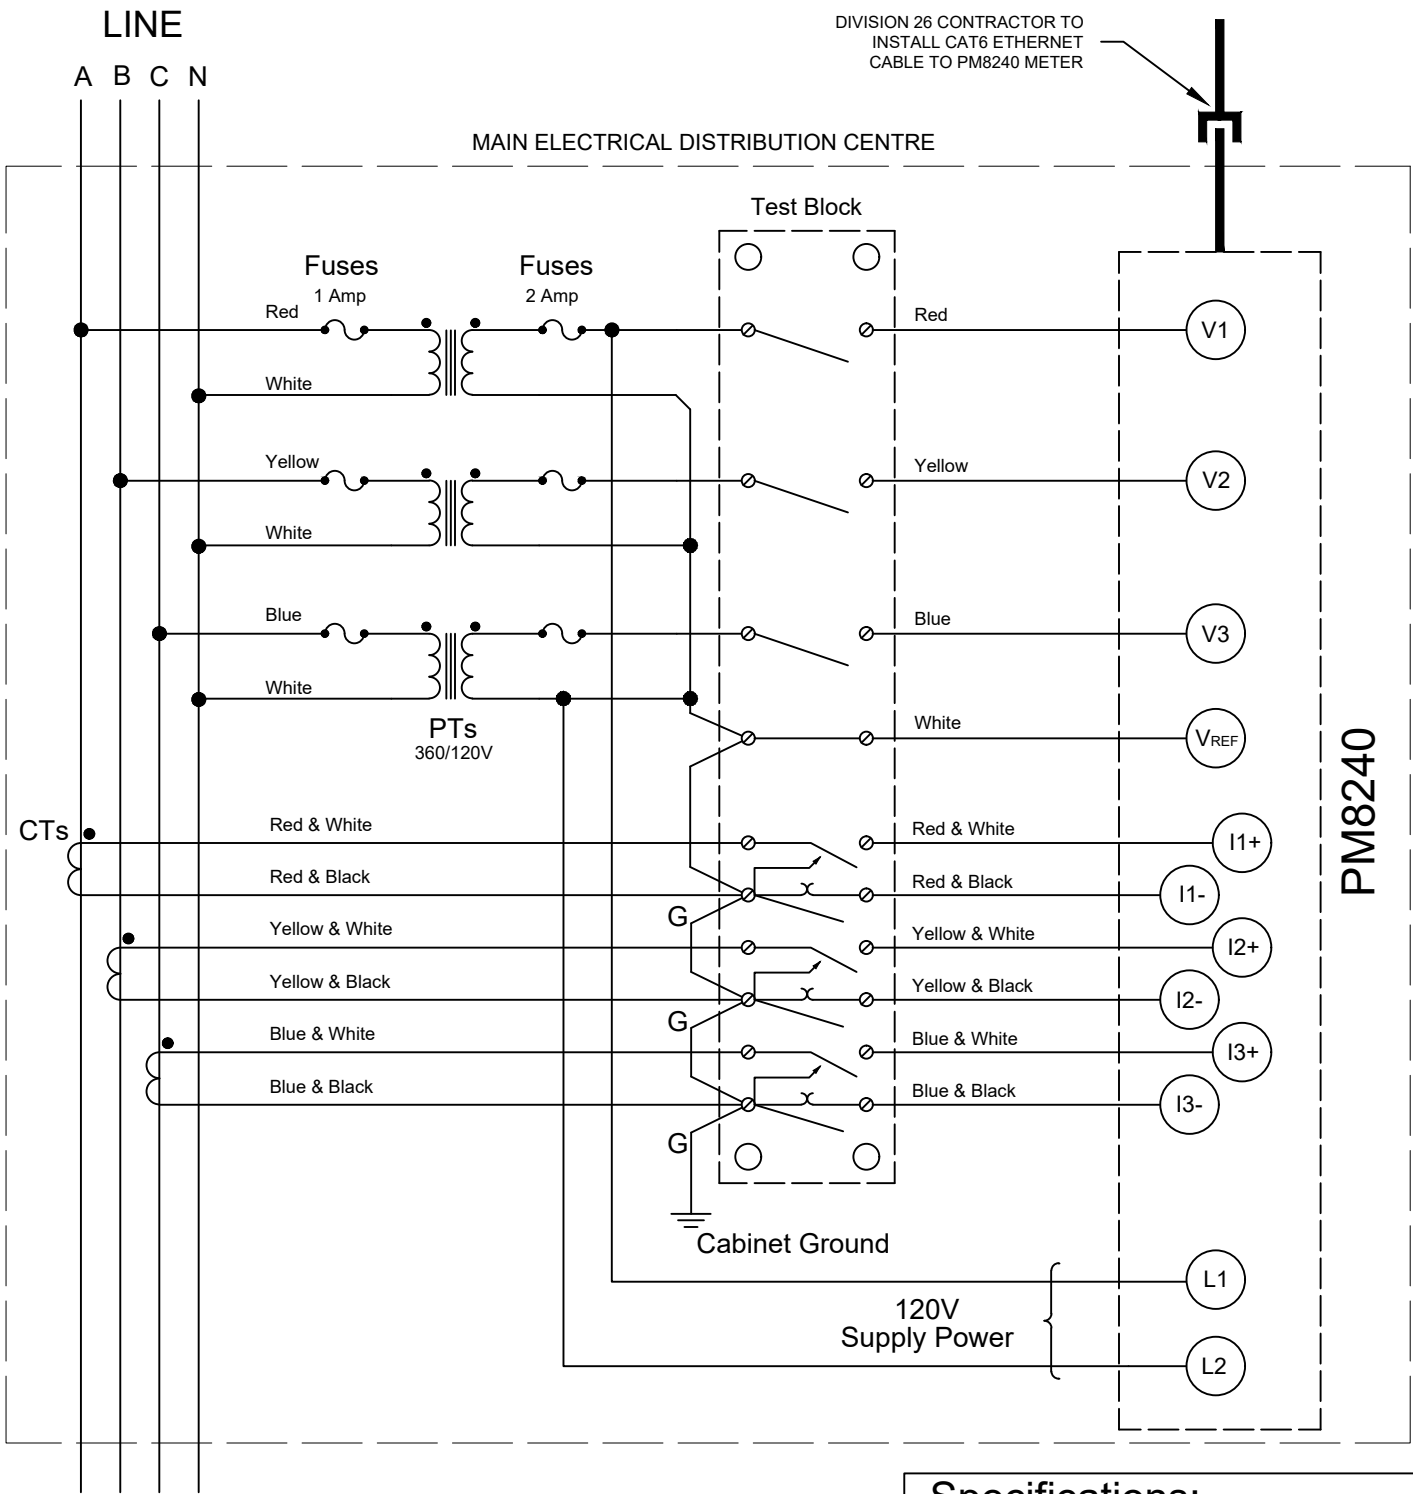 LINE
A B C N
DIVISION 26 CONTRACTOR TO
INSTALL CAT6 ETHERNET
CABLE TO PM8240 METER
MAIN ELECTRICAL DISTRIBUTION CENTRE
Test Block
Fuses
1 Amp
Fuses
2 Amp
Red
Red
V1
White
Yellow
Yellow
V2
White
Blue
Blue
V3
White
PTs
360/120V
White
VREF
PM8240
CTs
Red & White
Red & White
I1+
Red & Black
Red & Black
I1-
G
Yellow & White
Yellow & White
I2+
Yellow & Black
Yellow & Black
I2-
G
Blue & White
Blue & White
I3+
Blue & Black
Blue & Black
I3-
G
Cabinet Ground
L1
120V
Supply Power
L2
Specifications: